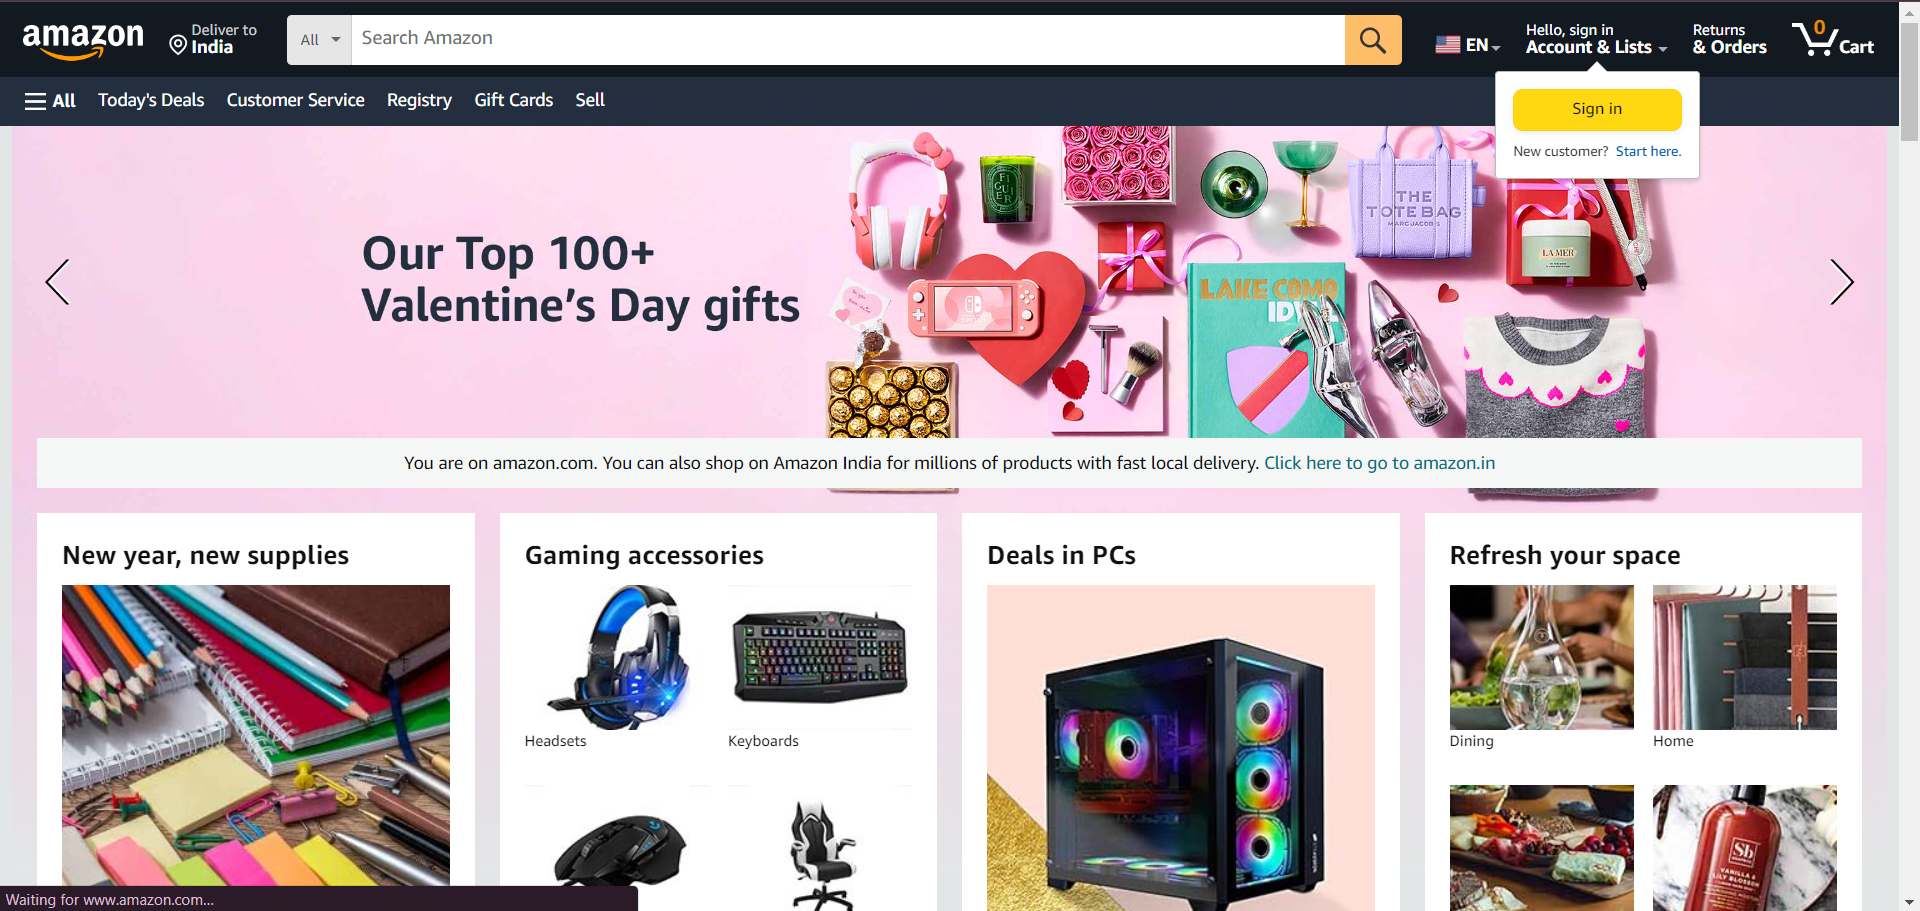 amazon
Deliver to
India
All
Search Amazon
EN
Hello, sign in
Account & Lists
Returns
& Orders
0
Cart
All
Today's Deals
Customer Service
Registry
Gift Cards
Sell
Sign in
New customer? Start here.
Our Top 100+
Valentine's Day gifts
FIGUIER
THE
TOTE BAG
MARC JACOBS
LA MER
LAKE COMO
You are on amazon.com. You can also shop on Amazon India for millions of products with fast local delivery. Click here to go to amazon.in
New year, new supplies
Gaming accessories
Deals in PCs
Refresh your space
Headsets
Keyboards
Dining
Home
Sb
VANILLA &
LILY BLOSSOM
Waiting for www.amazon.com...